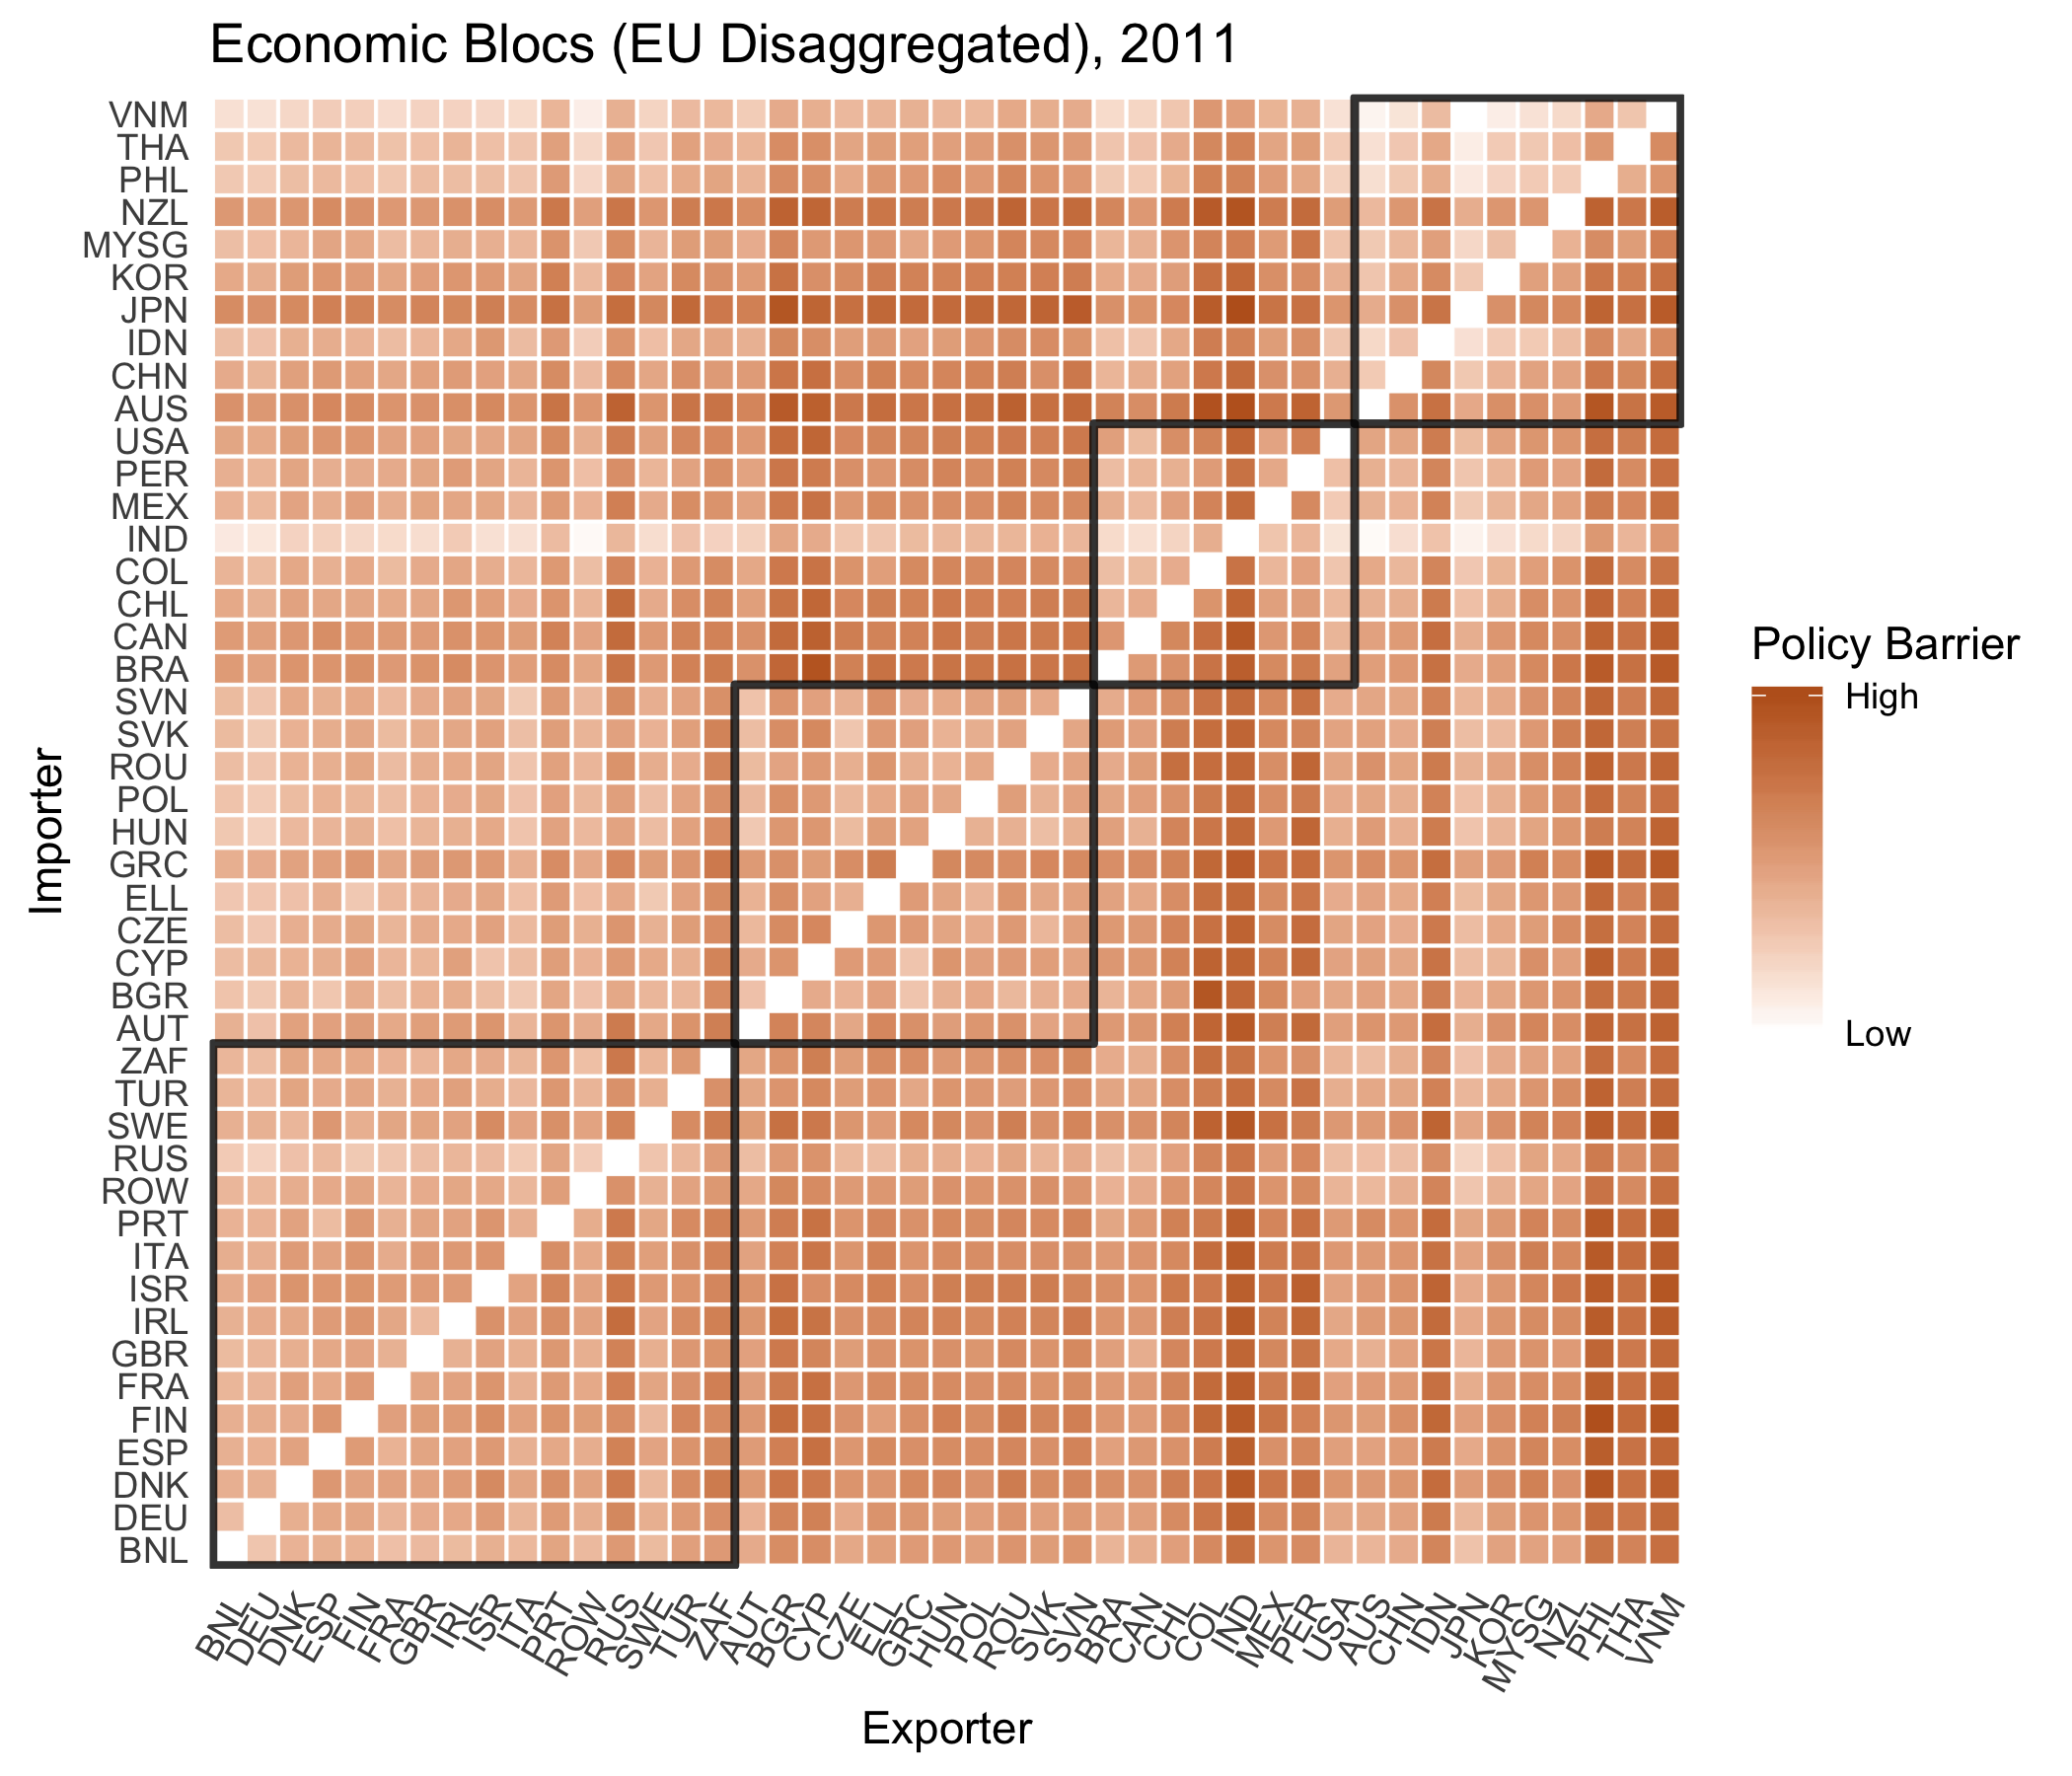 Economic Blocs (EU Disaggregated), 2011
VNM
THA
PHL
NZL
MYSG
KOR
JPN
IDN
CHN
AUS
USA
PER
MEX
IND
COL
CHL
CAN
BRA
SVN
SVK
ROU
POL
HUN
GRC
ELL
CZE
CYP
BGR
AUT
ZAF
TUR
SWE
RUS
ROW
PRT
ITA
ISR
IRL
GBR
FRA
FIN
ESP
DNK
DEU
BNL
Importer
BNL
DEU
DNK
ESP
FIN
FRA
GBR
IRL
ISR
ITA
PRT
ROW
RUS
SWE
TUR
ZAF
AUT
BGR
CYP
CZE
ELL
GRC
HUN
POL
ROU
SVK
SVN
BRA
CAN
CHL
COL
IND
MEX
PER
USA
AUS
CHN
IDN
JPN
KOR
MYSG
NZL
PHL
THA
VNM
Exporter
Policy Barrier
High
Low